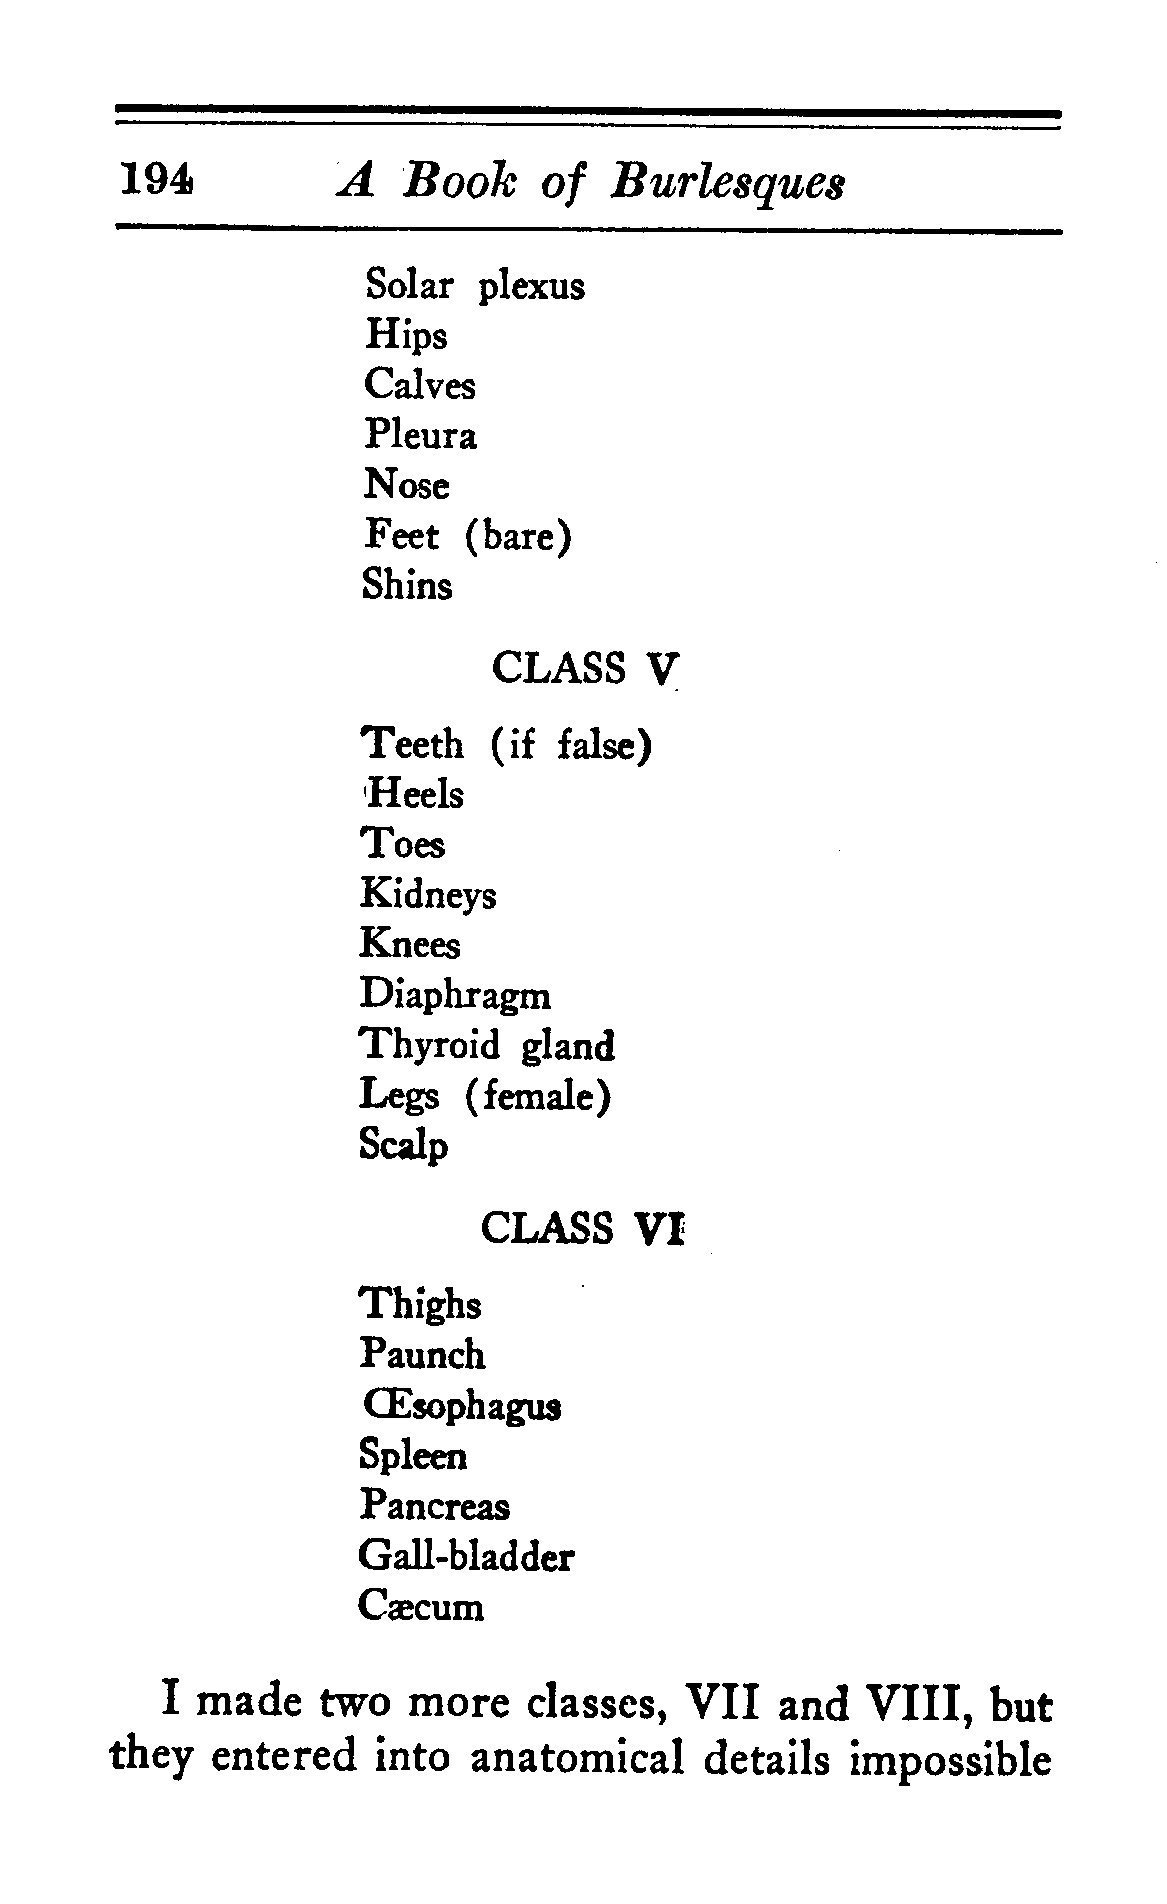 194 A Book of Burlesques
Solar plexus
Hips
Calves
Pleura
Nose
Feet (bare)
Shins
CLASS V
Teeth (if false)
Heels
Toes
Kidneys
Knees
Diaphragm
Thyroid gland
Legs (female)
Scalp
CLASS VI
Thighs
Paunch
Œsophagus
Spleen
Pancreas
Gall-bladder
Cæcum
I made two more classes, VII and VIII, but
they entered into anatomical details impossible